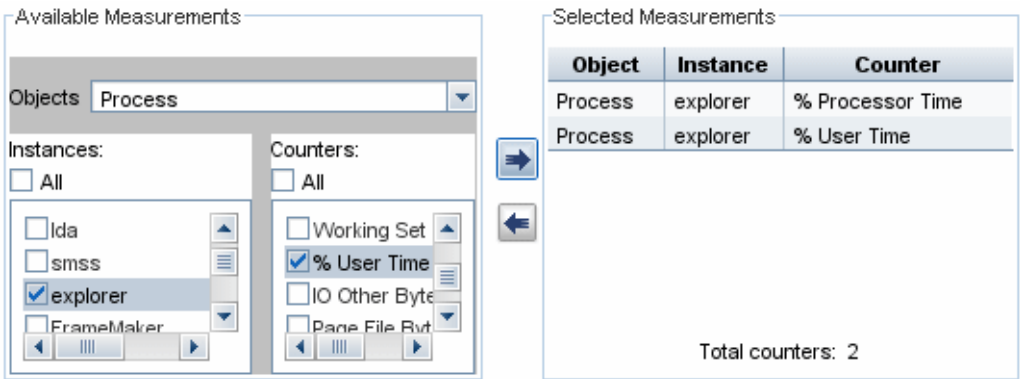 Available Measurements
Objects Process
Instances:
All
Ida
smss
explorer
FrameMaker
Counters:
All
Working Set
% User Time
IO Other Byte
Page File Byt
Selected Measurements
Object Instance Counter
Process explorer % Processor Time
Process explorer % User Time
Total counters: 2